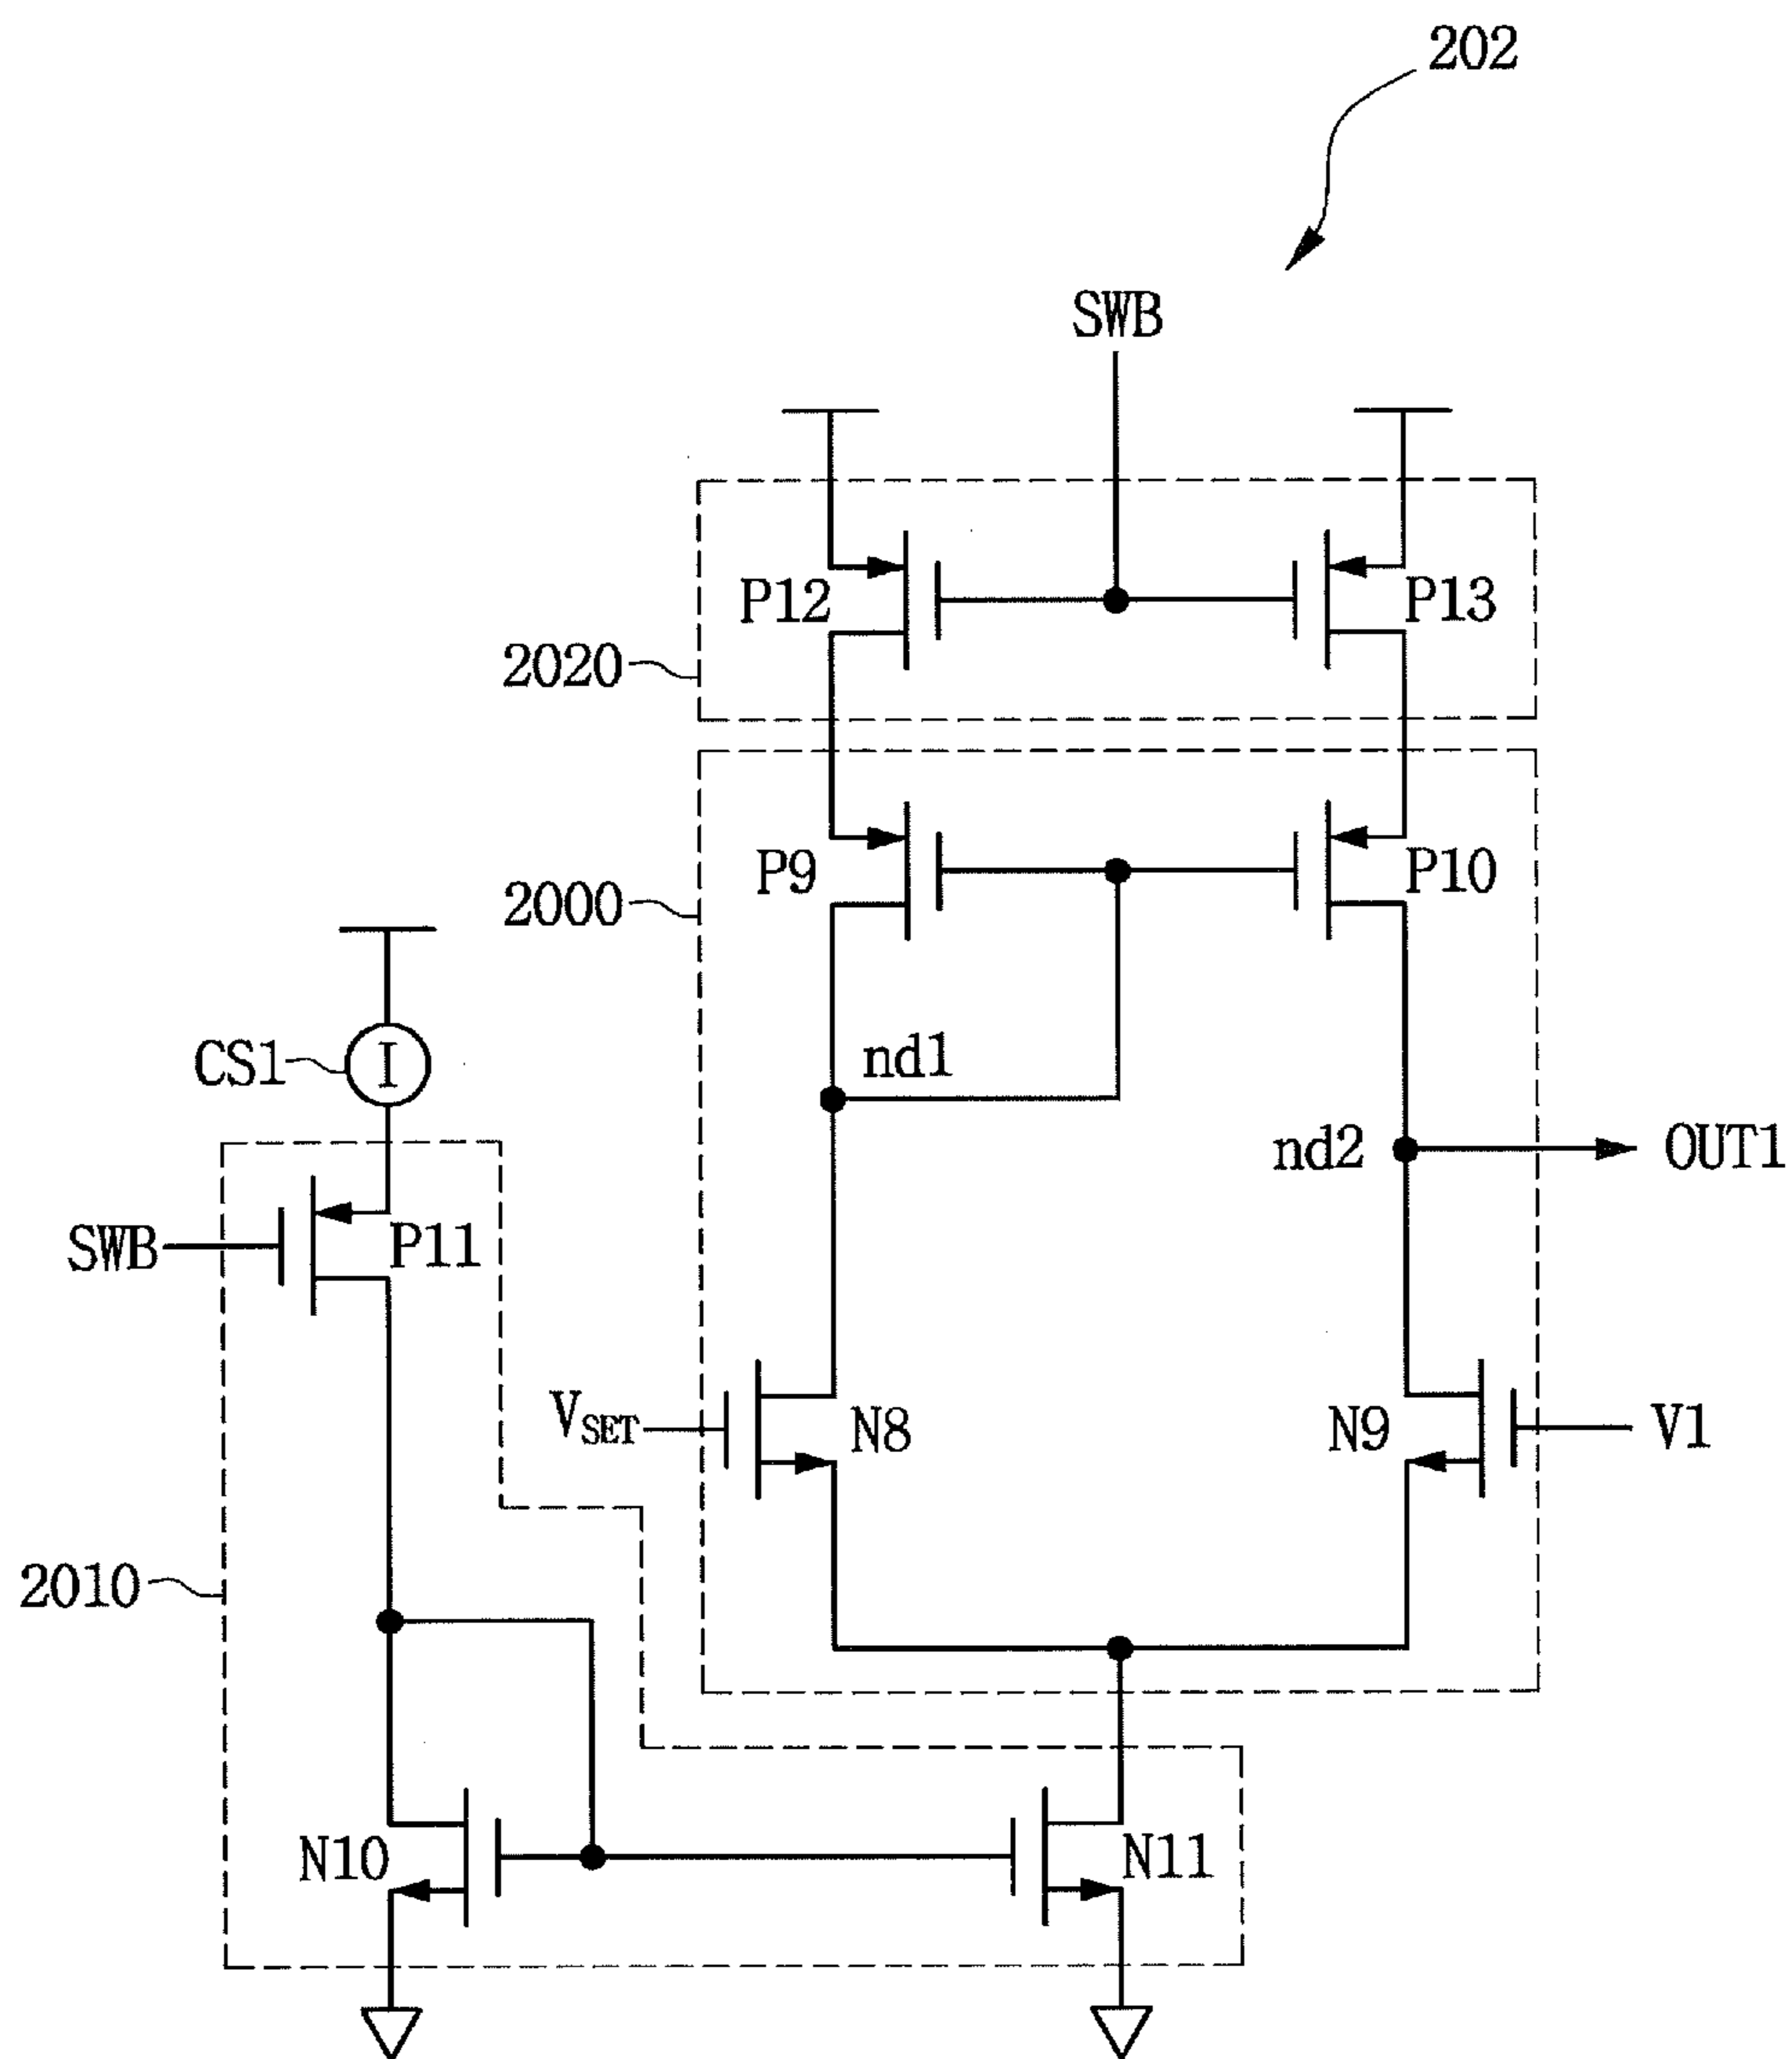 202
SWB
P12
P13
2020
P9
P10
2000
CS1
I
nd1
nd2
OUT1
SWB
P11
VSET
N8
N9
V1
2010
N10
N11